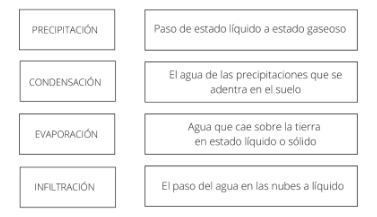 PRECIPITACIÓN
Paso de estado líquido a estado gaseoso
CONDENSACIÓN
El agua de las precipitaciones que se
adentra en el suelo
EVAPORACIÓN
Agua que cae sobre la tierra
en estado líquido o sólido
INFILTRACIÓN
El paso del agua en las nubes a líquido